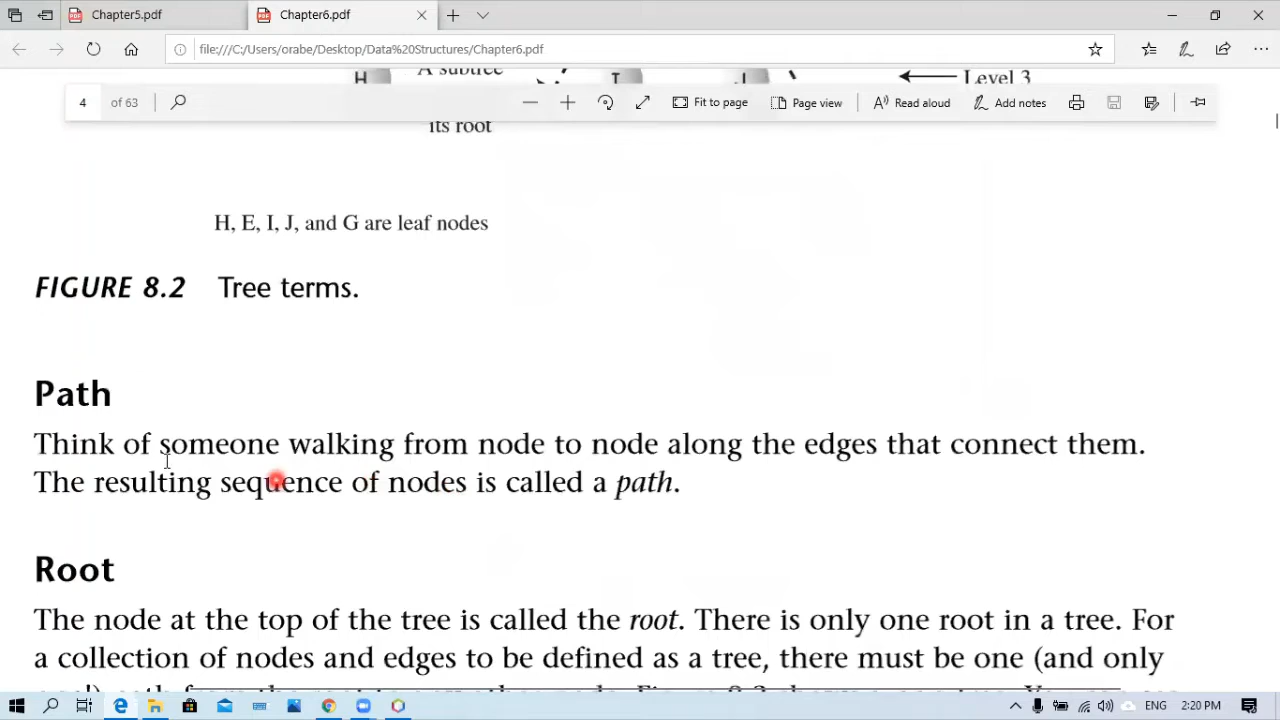 Chapter5.pdf
Chapter6.pdf
file:///C:/Users/orabe/Desktop/Data%20Structures/Chapter6.pdf
H
A subtree
I
J
Level 3
4 of 63
Fit to page
Page view
Read aloud
Add notes
its root
H, E, I, J, and G are leaf nodes
FIGURE 8.2 Tree terms.
Path
Think of someone walking from node to node along the edges that connect them.
The resulting sequence of nodes is called a path.
Root
The node at the top of the tree is called the root. There is only one root in a tree. For
a collection of nodes and edges to be defined as a tree, there must be one (and only
ENG
2:20 PM